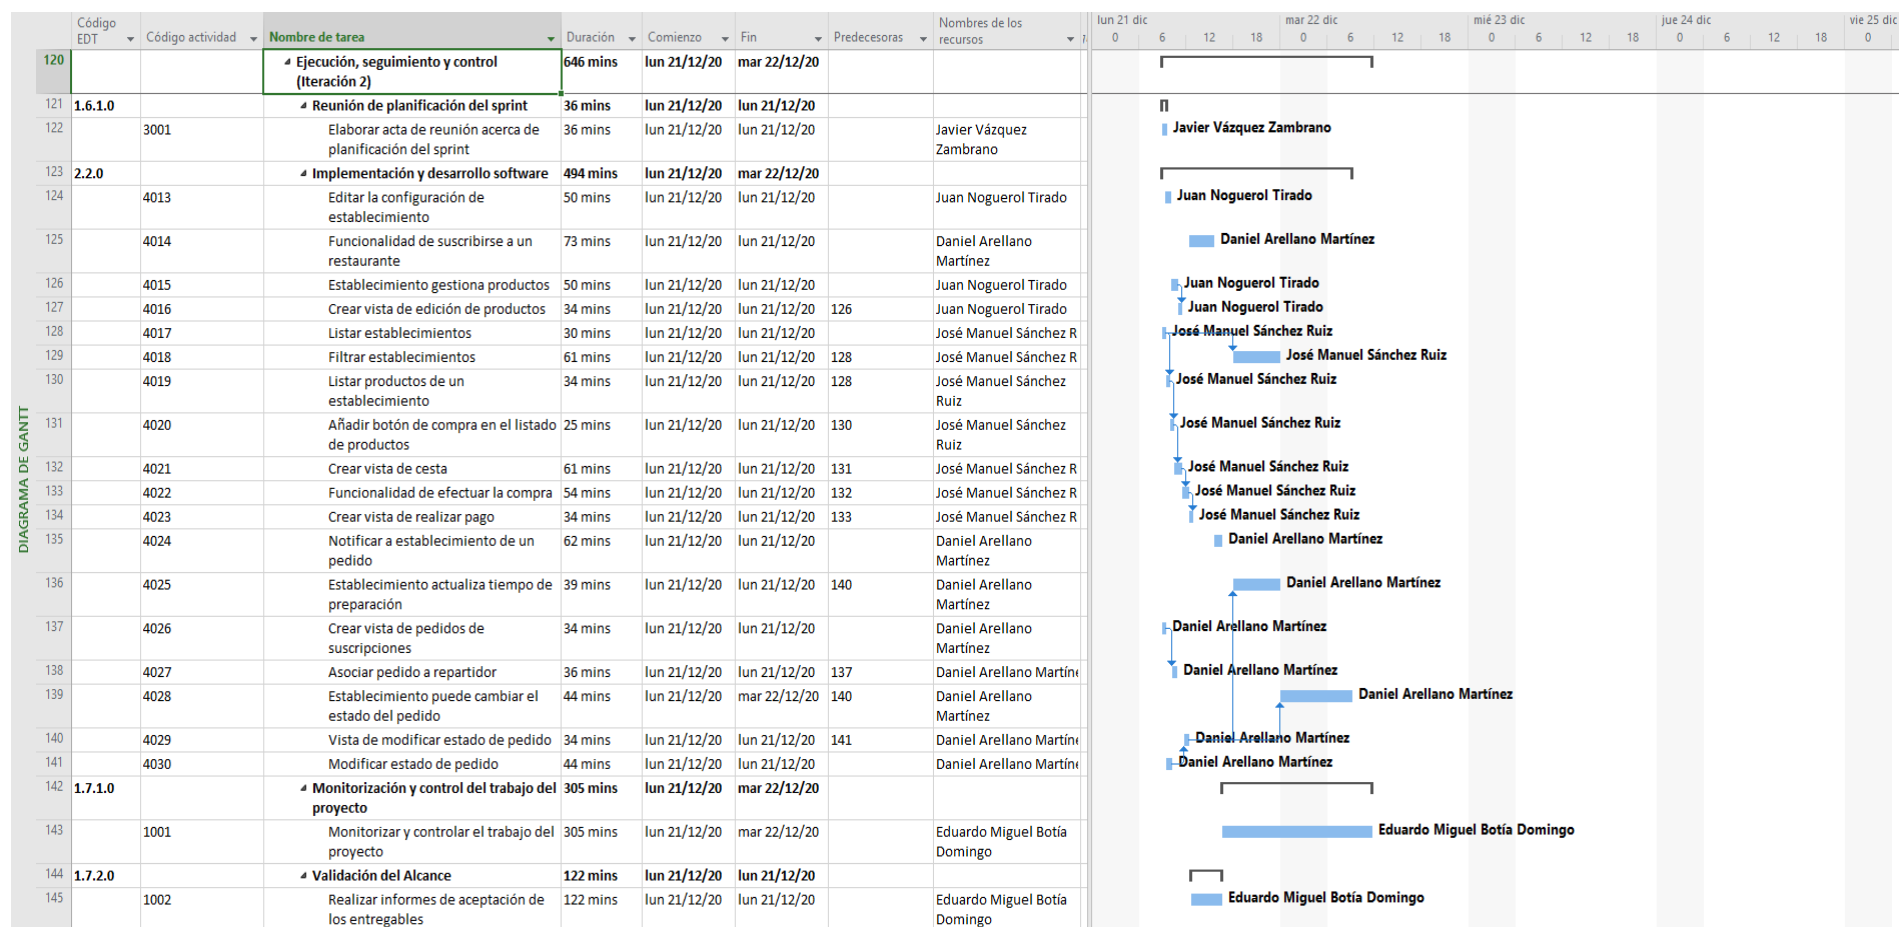 Código EDT	Código actividad	Nombre de tarea	Duración	Comienzo	Fin	Predecesoras	Nombres de los recursos
lun 21 dic	mar 22 dic	mié 23 dic	jue 24 dic	vie 25 dic
0	6	12	18	0	6	12	18	0	6	12	18	0	6	12	18	0
DIAGRAMA DE GANTT
120	Ejecución, seguimiento y control (Iteración 2)	646 mins	lun 21/12/20	mar 22/12/20
121	1.6.1.0	Reunión de planificación del sprint	36 mins	lun 21/12/20	lun 21/12/20
122	3001	Elaborar acta de reunión acerca de planificación del sprint	36 mins	lun 21/12/20	lun 21/12/20	Javier Vázquez Zambrano	Javier Vázquez Zambrano
123	2.2.0	Implementación y desarrollo software	494 mins	lun 21/12/20	mar 22/12/20
124	4013	Editar la configuración de establecimiento	50 mins	lun 21/12/20	lun 21/12/20	Juan Noguerol Tirado	Juan Noguerol Tirado
125	4014	Funcionalidad de suscribirse a un restaurante	73 mins	lun 21/12/20	lun 21/12/20	Daniel Arellano Martínez	Daniel Arellano Martínez
126	4015	Establecimiento gestiona productos	50 mins	lun 21/12/20	lun 21/12/20	Juan Noguerol Tirado	Juan Noguerol Tirado
127	4016	Crear vista de edición de productos	34 mins	lun 21/12/20	lun 21/12/20	126	Juan Noguerol Tirado	Juan Noguerol Tirado
128	4017	Listar establecimientos	30 mins	lun 21/12/20	lun 21/12/20	José Manuel Sánchez R	José Manuel Sánchez Ruiz
129	4018	Filtrar establecimientos	61 mins	lun 21/12/20	lun 21/12/20	128	José Manuel Sánchez R	José Manuel Sánchez Ruiz
130	4019	Listar productos de un establecimiento	34 mins	lun 21/12/20	lun 21/12/20	128	José Manuel Sánchez Ruiz	José Manuel Sánchez Ruiz
131	4020	Añadir botón de compra en el listado de productos	25 mins	lun 21/12/20	lun 21/12/20	130	José Manuel Sánchez Ruiz	José Manuel Sánchez Ruiz
132	4021	Crear vista de cesta	61 mins	lun 21/12/20	lun 21/12/20	131	José Manuel Sánchez R	José Manuel Sánchez Ruiz
133	4022	Funcionalidad de efectuar la compra	54 mins	lun 21/12/20	lun 21/12/20	132	José Manuel Sánchez R	José Manuel Sánchez Ruiz
134	4023	Crear vista de realizar pago	34 mins	lun 21/12/20	lun 21/12/20	133	José Manuel Sánchez R	José Manuel Sánchez Ruiz
135	4024	Notificar a establecimiento de un pedido	62 mins	lun 21/12/20	lun 21/12/20	Daniel Arellano Martínez	Daniel Arellano Martínez
136	4025	Establecimiento actualiza tiempo de preparación	39 mins	lun 21/12/20	lun 21/12/20	140	Daniel Arellano Martínez	Daniel Arellano Martínez
137	4026	Crear vista de pedidos de suscripciones	34 mins	lun 21/12/20	lun 21/12/20	Daniel Arellano Martínez	Daniel Arellano Martínez
138	4027	Asociar pedido a repartidor	36 mins	lun 21/12/20	lun 21/12/20	137	Daniel Arellano Martíne	Daniel Arellano Martínez
139	4028	Establecimiento puede cambiar el estado del pedido	44 mins	lun 21/12/20	mar 22/12/20	140	Daniel Arellano Martínez	Daniel Arellano Martínez
140	4029	Vista de modificar estado de pedido	34 mins	lun 21/12/20	lun 21/12/20	141	Daniel Arellano Martíne	Daniel Arellano Martínez
141	4030	Modificar estado de pedido	44 mins	lun 21/12/20	lun 21/12/20	Daniel Arellano Martíne	Daniel Arellano Martínez
142	1.7.1.0	Monitorización y control del trabajo del proyecto	305 mins	lun 21/12/20	mar 22/12/20
143	1001	Monitorizar y controlar el trabajo del proyecto	305 mins	lun 21/12/20	mar 22/12/20	Eduardo Miguel Botía Domingo	Eduardo Miguel Botía Domingo
144	1.7.2.0	Validación del Alcance	122 mins	lun 21/12/20	lun 21/12/20
145	1002	Realizar informes de aceptación de los entregables	122 mins	lun 21/12/20	lun 21/12/20	Eduardo Miguel Botía Domingo	Eduardo Miguel Botía Domingo